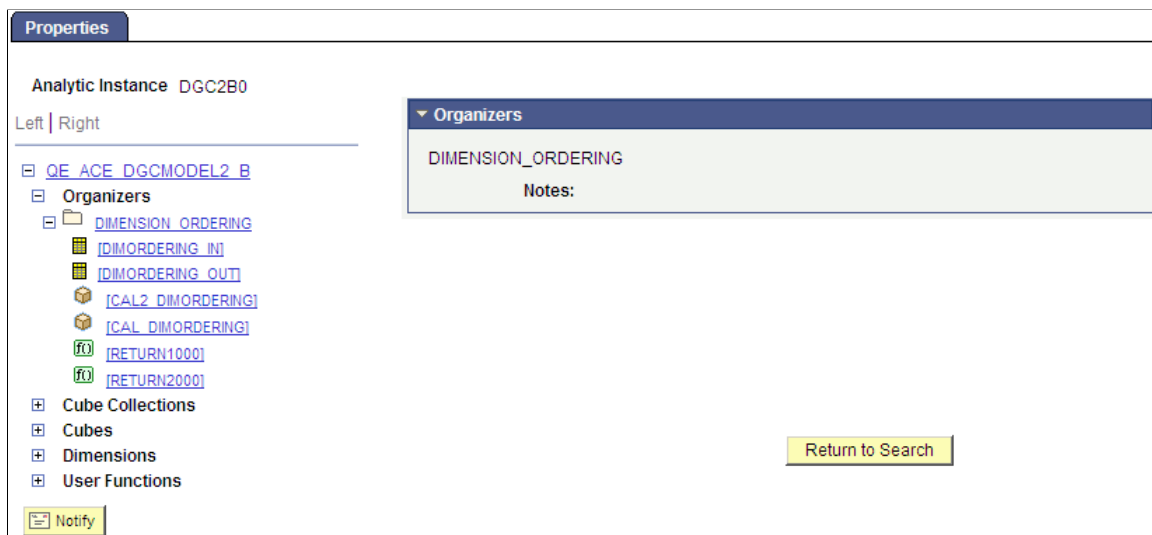 Properties
Analytic Instance DGC2B0
Left | Right
QE_ACE_DGCMODEL2_B
Organizers
DIMENSION_ORDERING
[DIMORDERING_IN]
[DIMORDERING_OUT]
[CAL2_DIMORDERING]
[CAL_DIMORDERING]
f() [RETURN1000]
f() [RETURN2000]
Cube Collections
Cubes
Dimensions
User Functions
Notify
Organizers
DIMENSION_ORDERING
Notes:
Return to Search